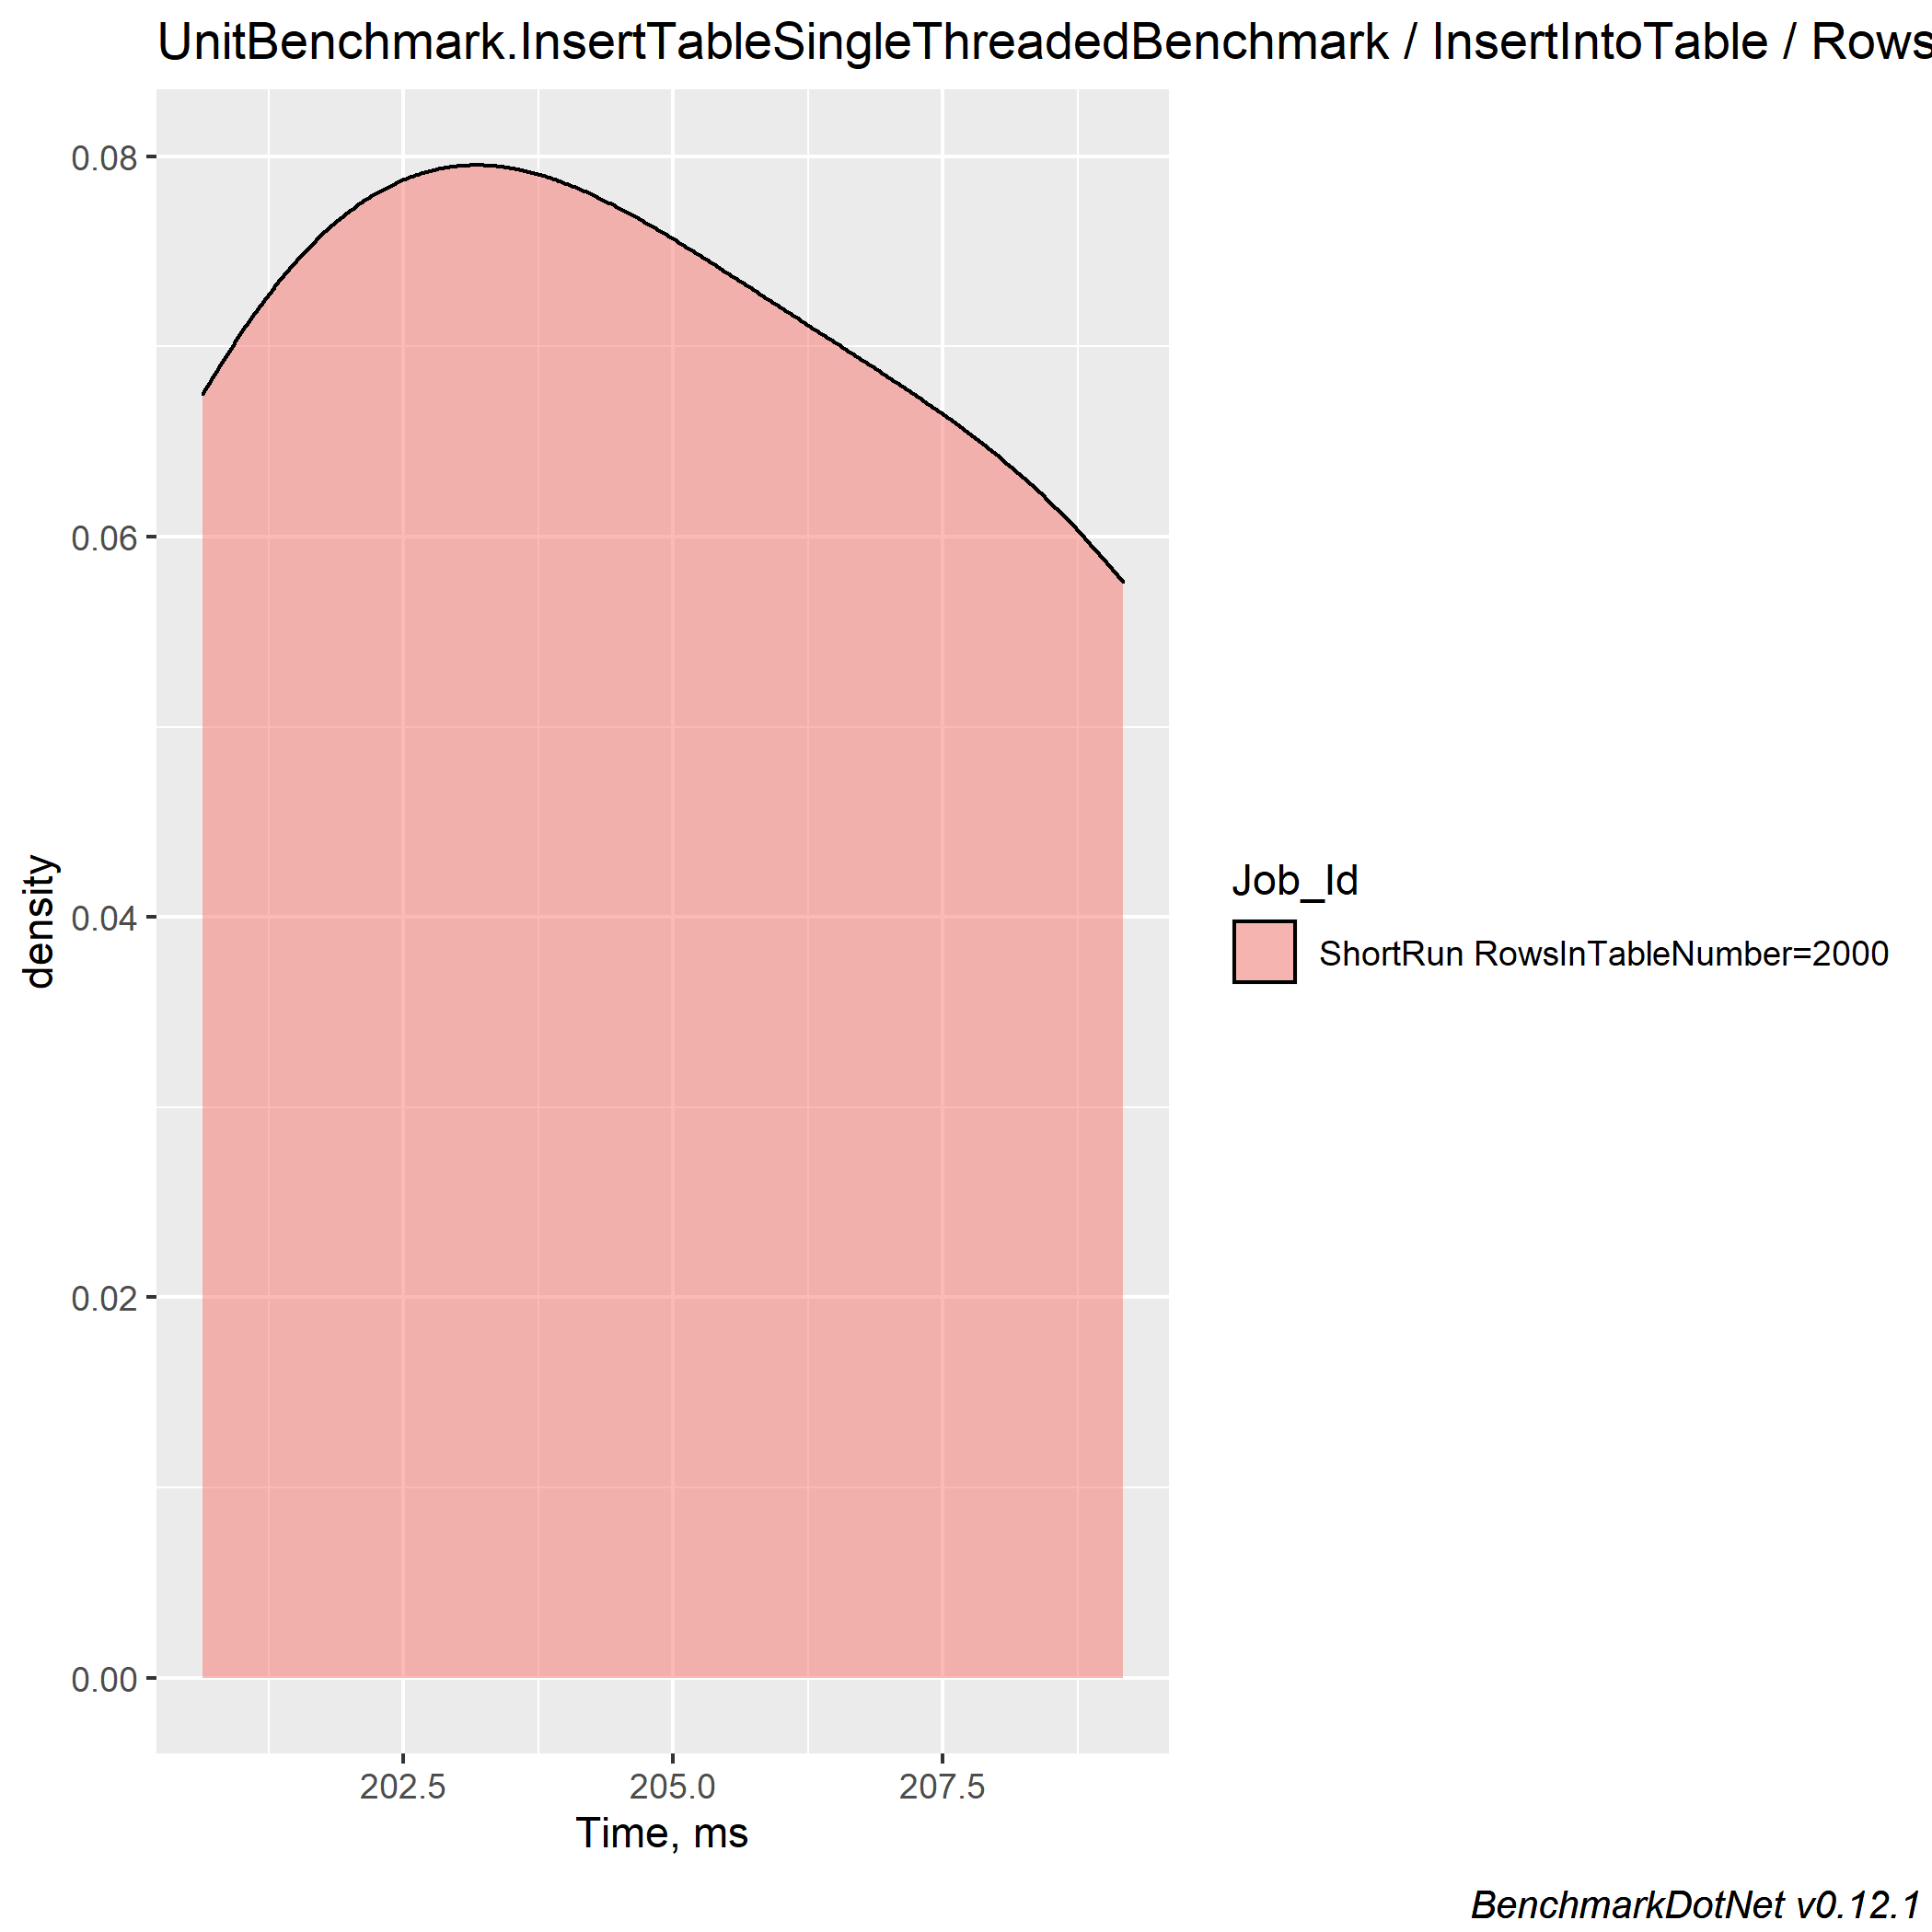 UnitBenchmark.InsertTableSingleThreadedBenchmark / InsertIntoTable / Rows
0.08
0.06
0.04
0.02
0.00
density
202.5 205.0 207.5
Time, ms
Job_Id
ShortRun RowsInTableNumber=2000
BenchmarkDotNet v0.12.1